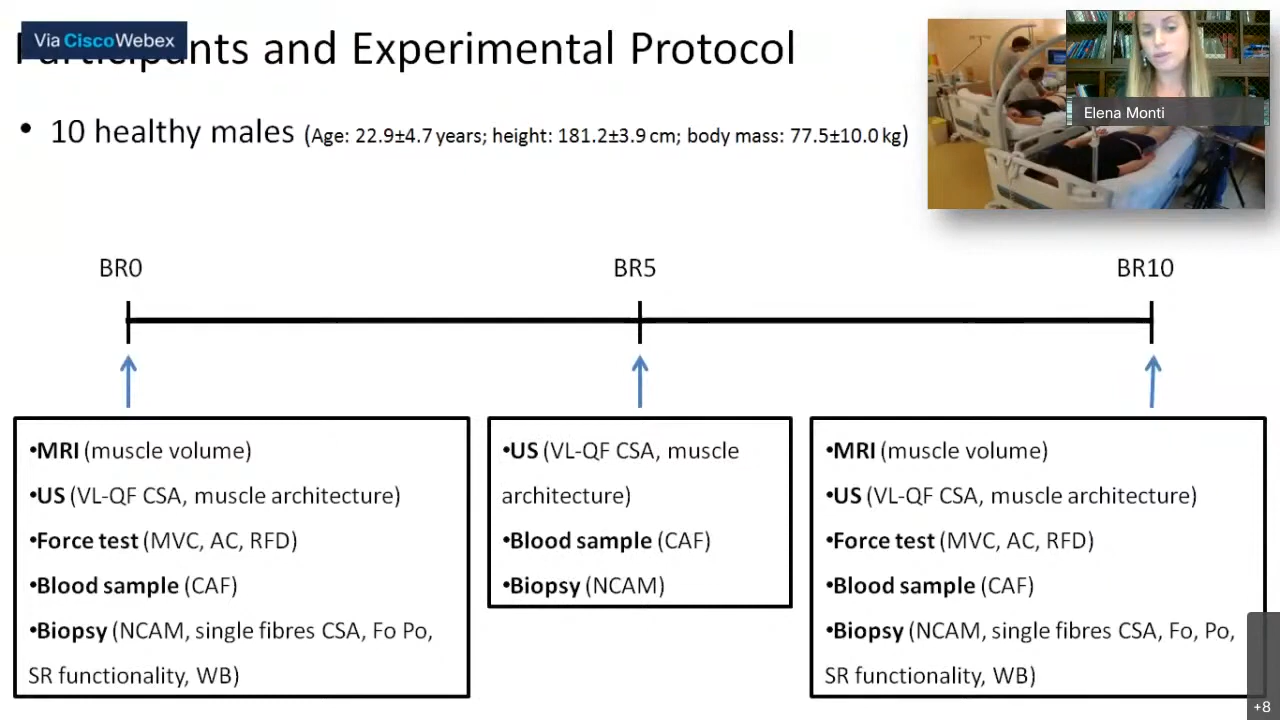 Via Cisco Webex
Participants and Experimental Protocol
Elena Monti
• 10 healthy males (Age: 22.9±4.7 years; height: 181.2±3.9 cm; body mass: 77.5±10.0 kg)
BR0
BR5
BR10
•MRI (muscle volume)
•US (VL-QF CSA, muscle architecture)
•Force test (MVC, AC, RFD)
•Blood sample (CAF)
•Biopsy (NCAM, single fibres CSA, Fo Po,
SR functionality, WB)
•US (VL-QF CSA, muscle
architecture)
•Blood sample (CAF)
•Biopsy (NCAM)
•MRI (muscle volume)
•US (VL-QF CSA, muscle architecture)
•Force test (MVC, AC, RFD)
•Blood sample (CAF)
•Biopsy (NCAM, single fibres CSA, Fo, Po,
SR functionality, WB)
+8